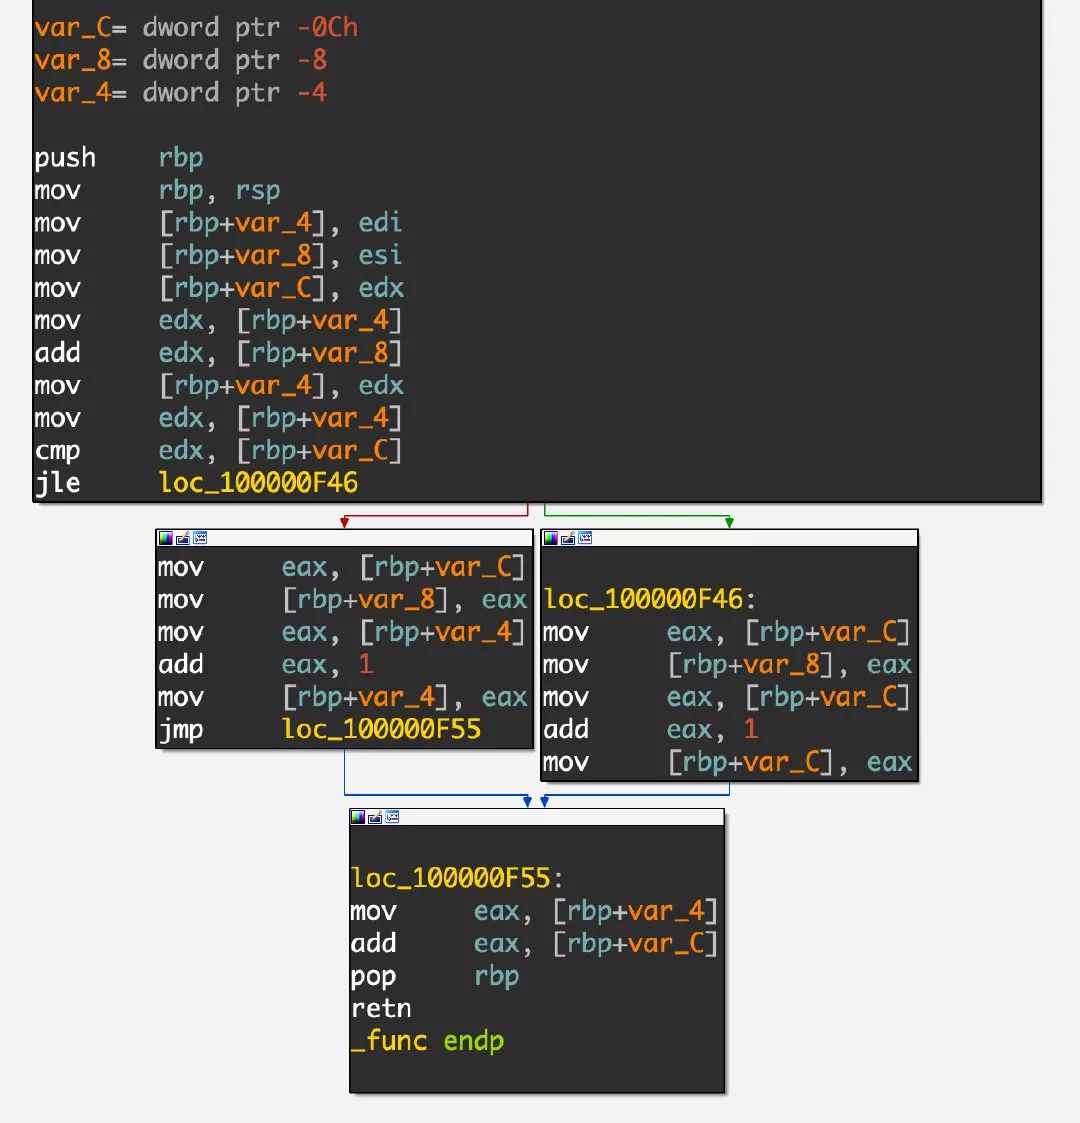 var_C= dword ptr -0Ch
var_8= dword ptr -8
var_4= dword ptr -4
push rbp
mov rbp, rsp
mov [rbp+var_4], edi
mov [rbp+var_8], esi
mov [rbp+var_C], edx
mov edx, [rbp+var_4]
add edx, [rbp+var_8]
mov [rbp+var_4], edx
mov edx, [rbp+var_4]
cmp edx, [rbp+var_C]
jle loc_100000F46
mov eax, [rbp+var_C]
mov [rbp+var_8], eax
mov eax, [rbp+var_4]
add eax, 1
mov [rbp+var_4], eax
jmp loc_100000F55
loc_100000F46:
mov eax, [rbp+var_C]
mov [rbp+var_8], eax
mov eax, [rbp+var_C]
add eax, 1
mov [rbp+var_C], eax
loc_100000F55:
mov eax, [rbp+var_4]
add eax, [rbp+var_C]
pop rbp
retn
_func endp